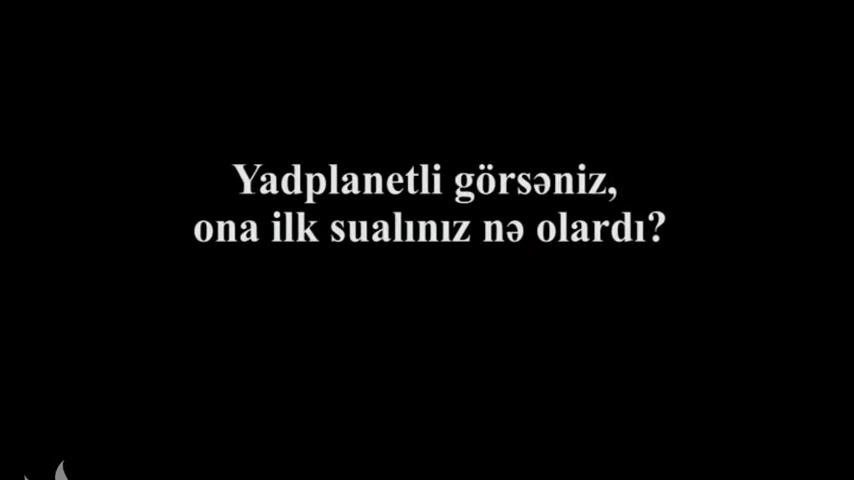 Yadplanetli görsəniz,
ona ilk sualınız nə olardı?